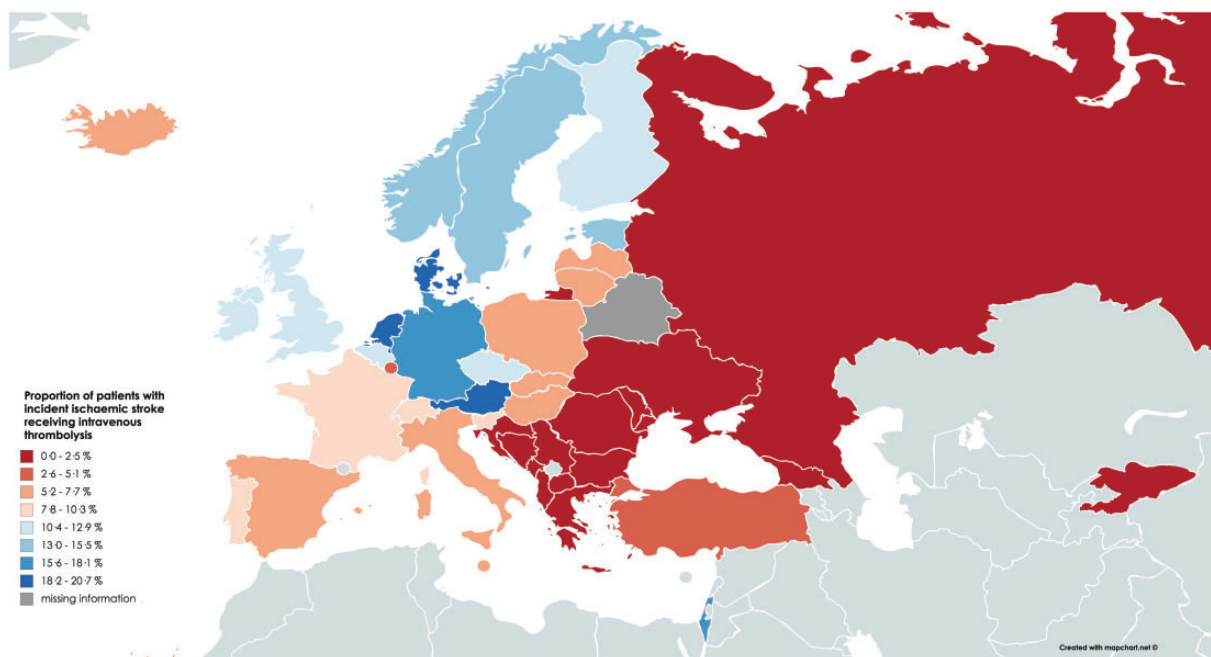 Proportion of patients with
incident ischaemic stroke
receiving intravenous
thrombolysis
0·0 - 2·5 %
2·6 - 5·1 %
5·2 - 7·7 %
7·8 - 10·3 %
10·4 - 12·9 %
13·0 - 15·5 %
15·6 - 18·1 %
18·2 - 20·7 %
missing information
Created with mapchart.net ©